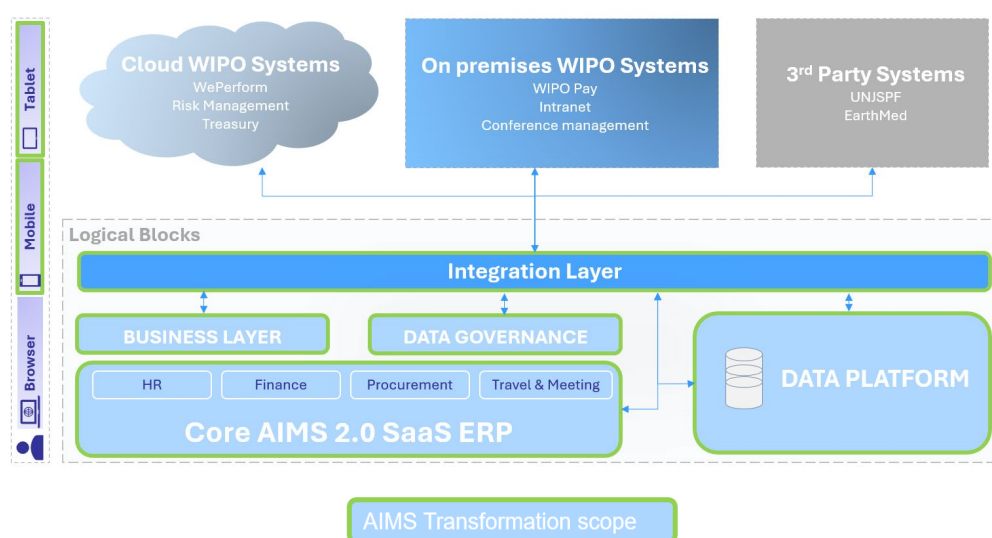 Tablet
Mobile
Browser
Cloud WIPO Systems
WePerform
Risk Management
Treasury
On premises WIPO Systems
WIPO Pay
Intranet
Conference management
3rd Party Systems
UNJSPF
EarthMed
Logical Blocks
Integration Layer
BUSINESS LAYER
DATA GOVERNANCE
HR
Finance
Procurement
Travel & Meeting
Core AIMS 2.0 SaaS ERP
DATA PLATFORM
AIMS Transformation scope